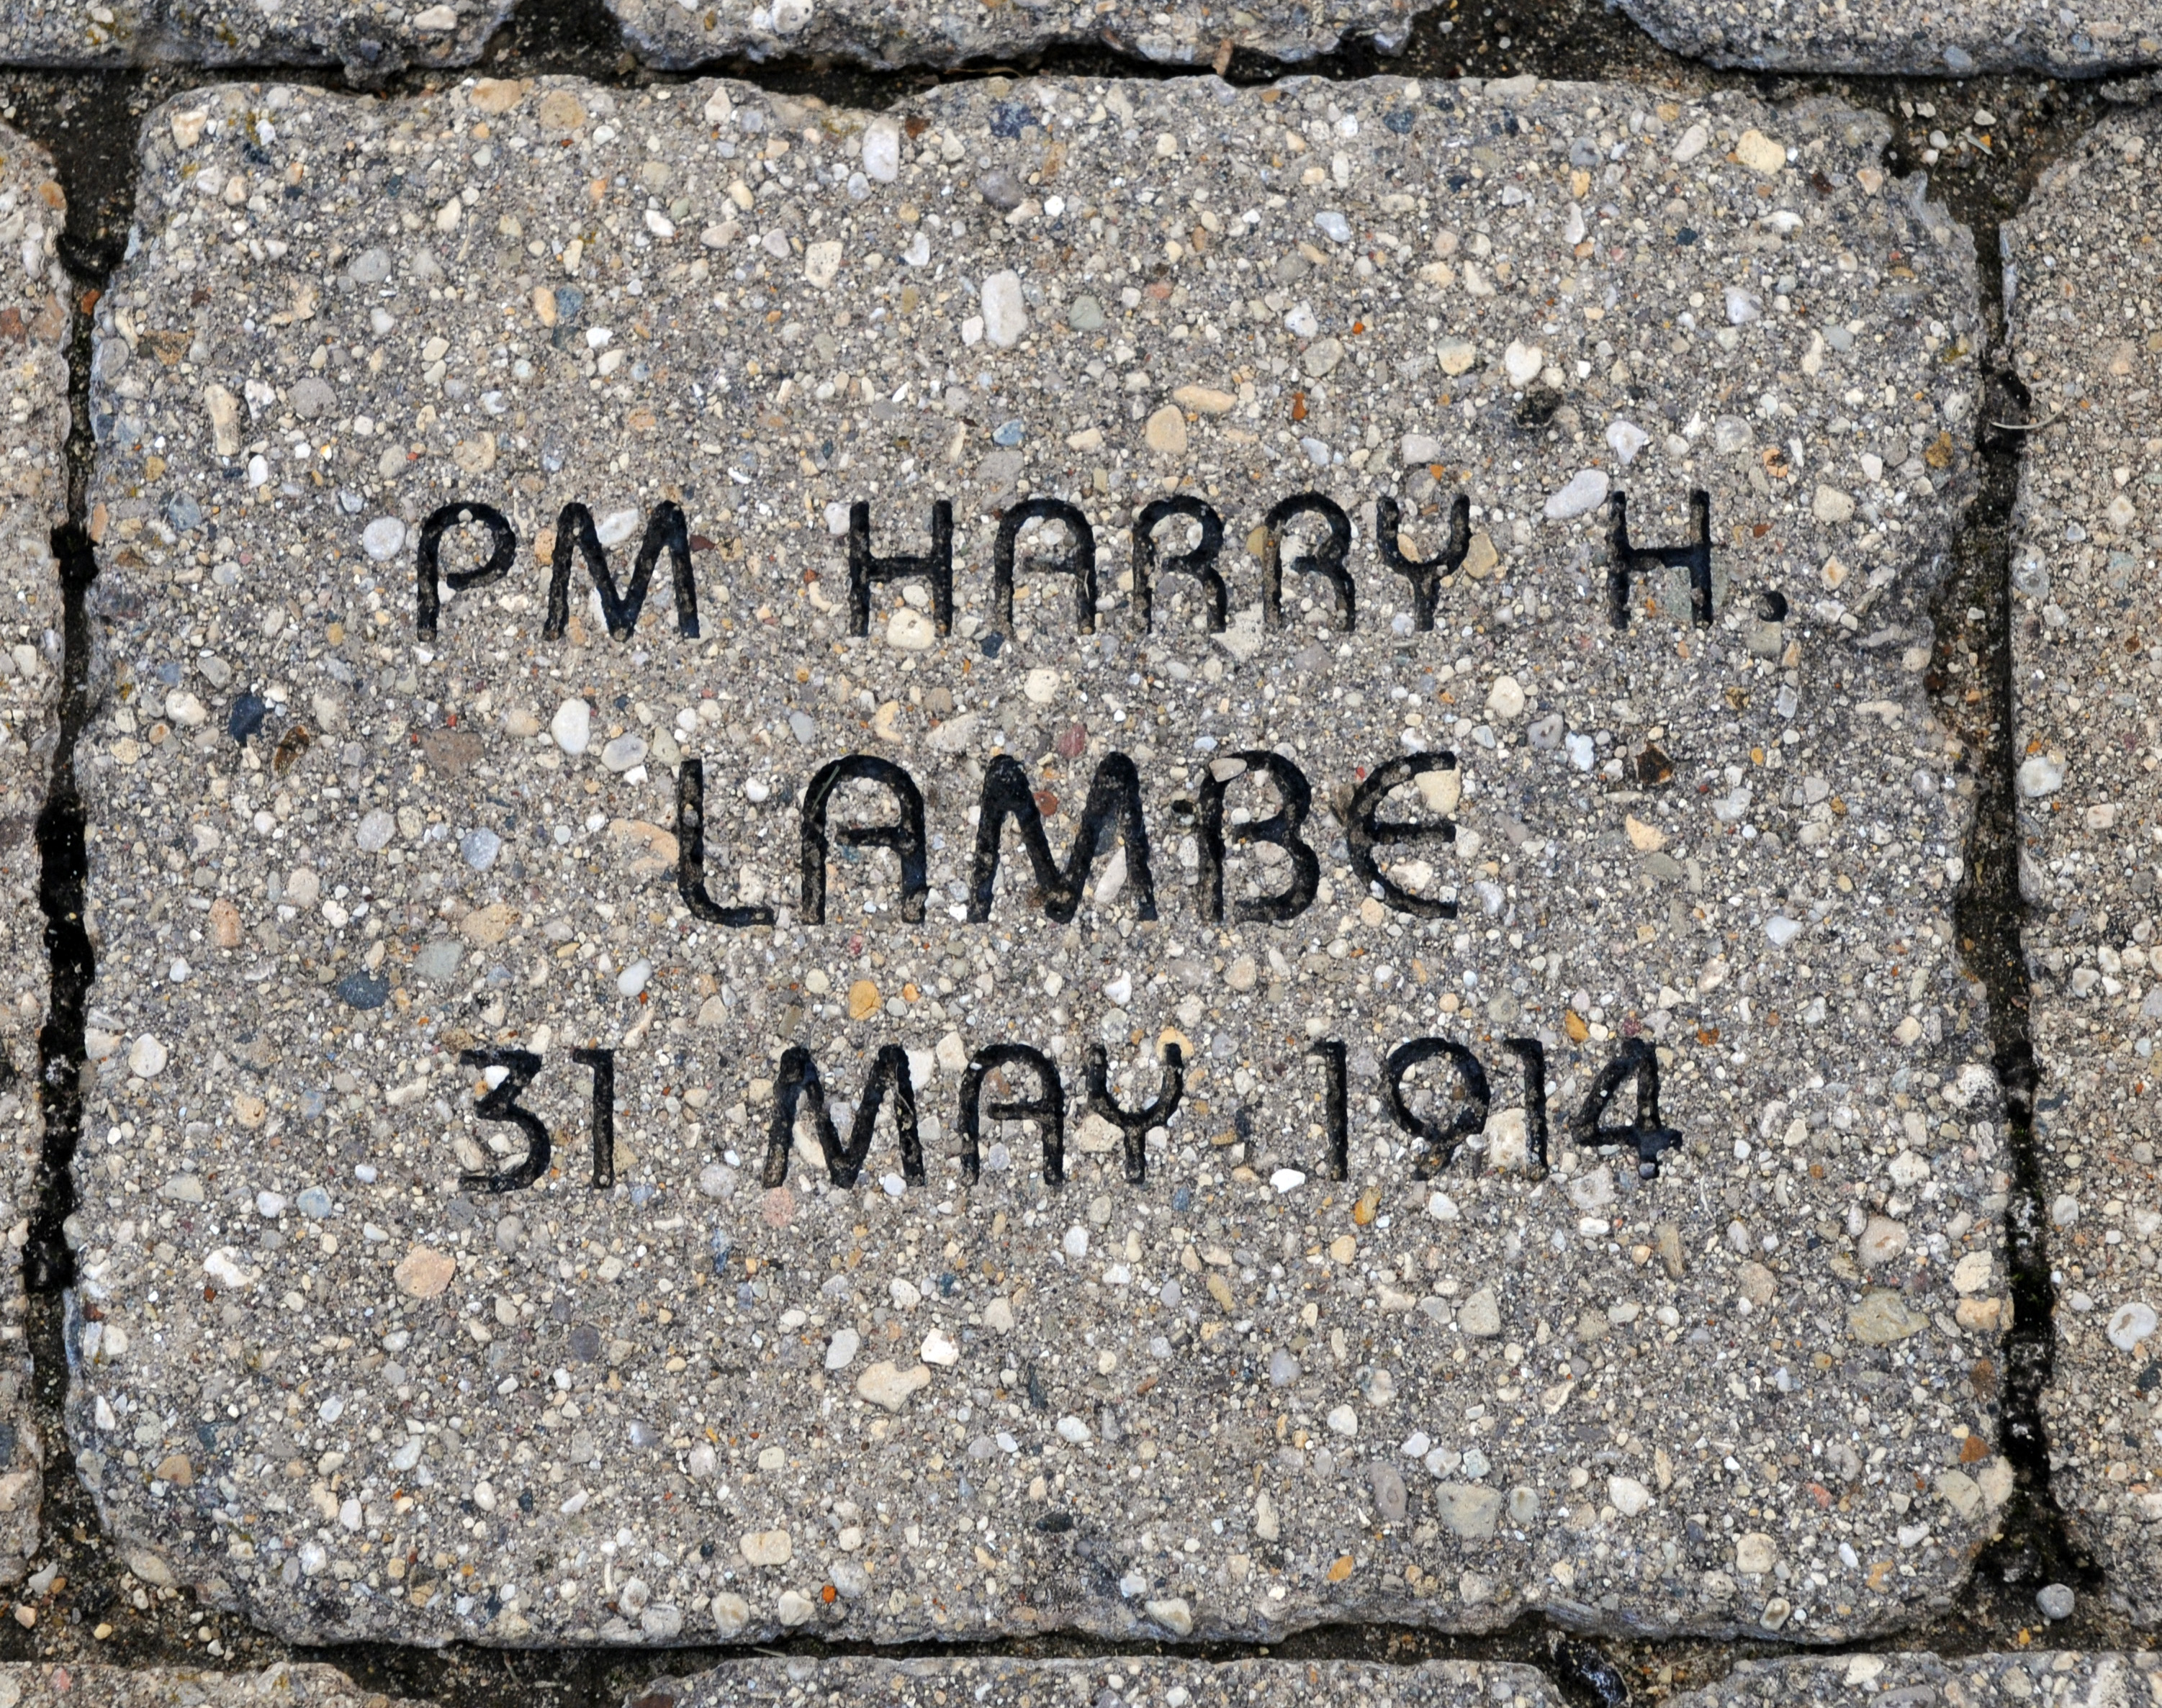 PM HARRY H.
LAMBE
31 MAY 1914